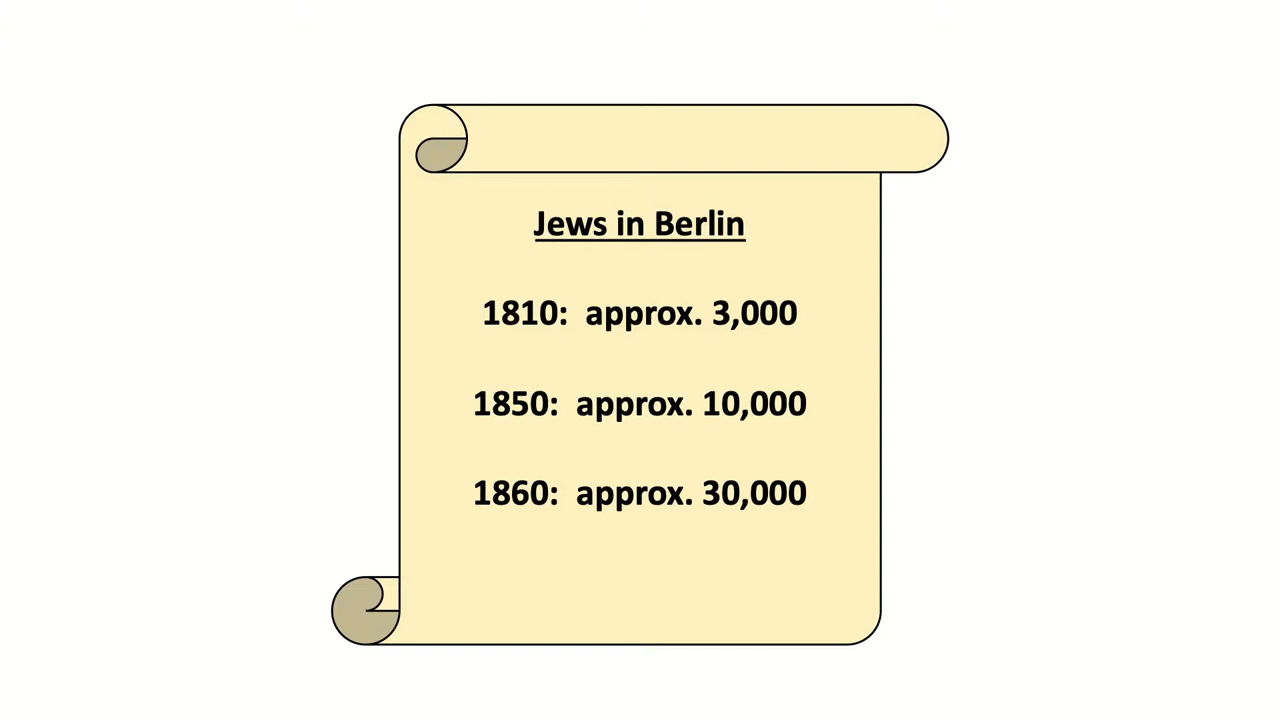 Jews in Berlin
1810:  approx. 3,000
1850:  approx. 10,000
1860:  approx. 30,000